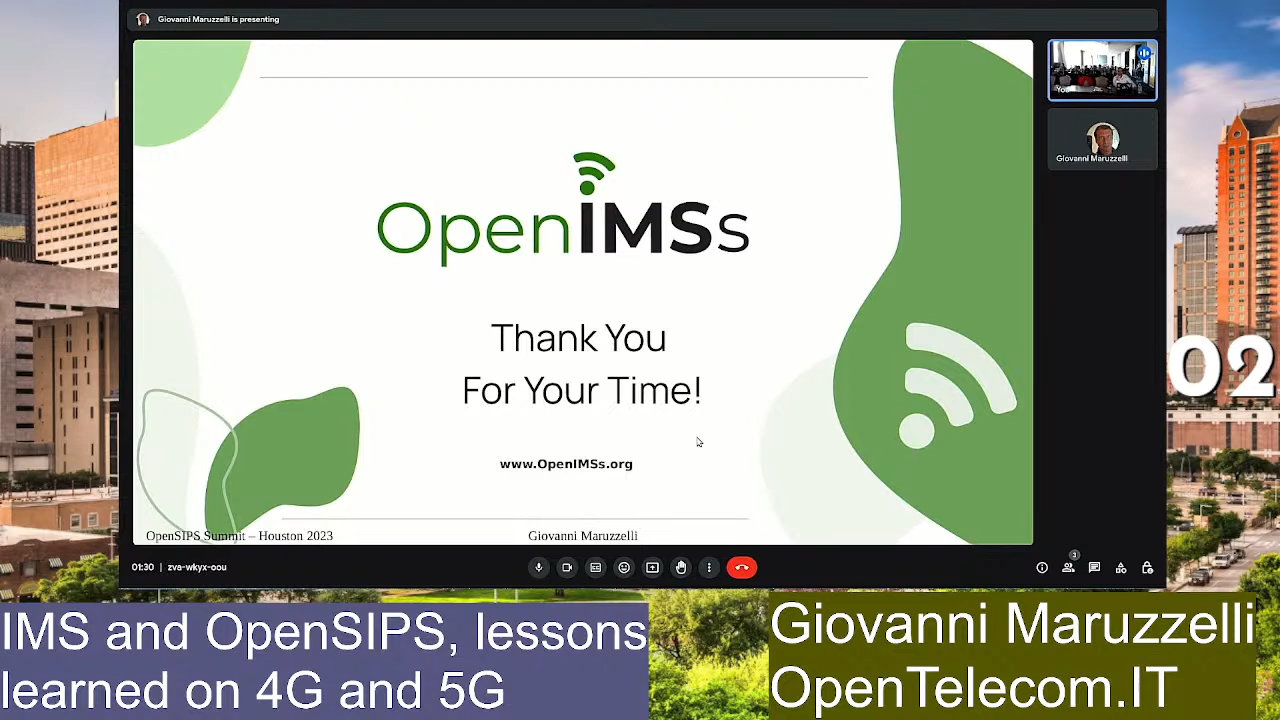 Giovanni Maruzzelli is presenting
OpenIMSs
Thank You
For Your Time!
www.OpenIMSs.org
OpenSIPS Summit – Houston 2023
Giovanni Maruzzelli
You
Giovanni Maruzzelli
02
01:30 | zva-wkyx-oou
3
IMS and OpenSIPS, lessons
learned on 4G and 5G
Giovanni Maruzzelli
OpenTelecom.IT